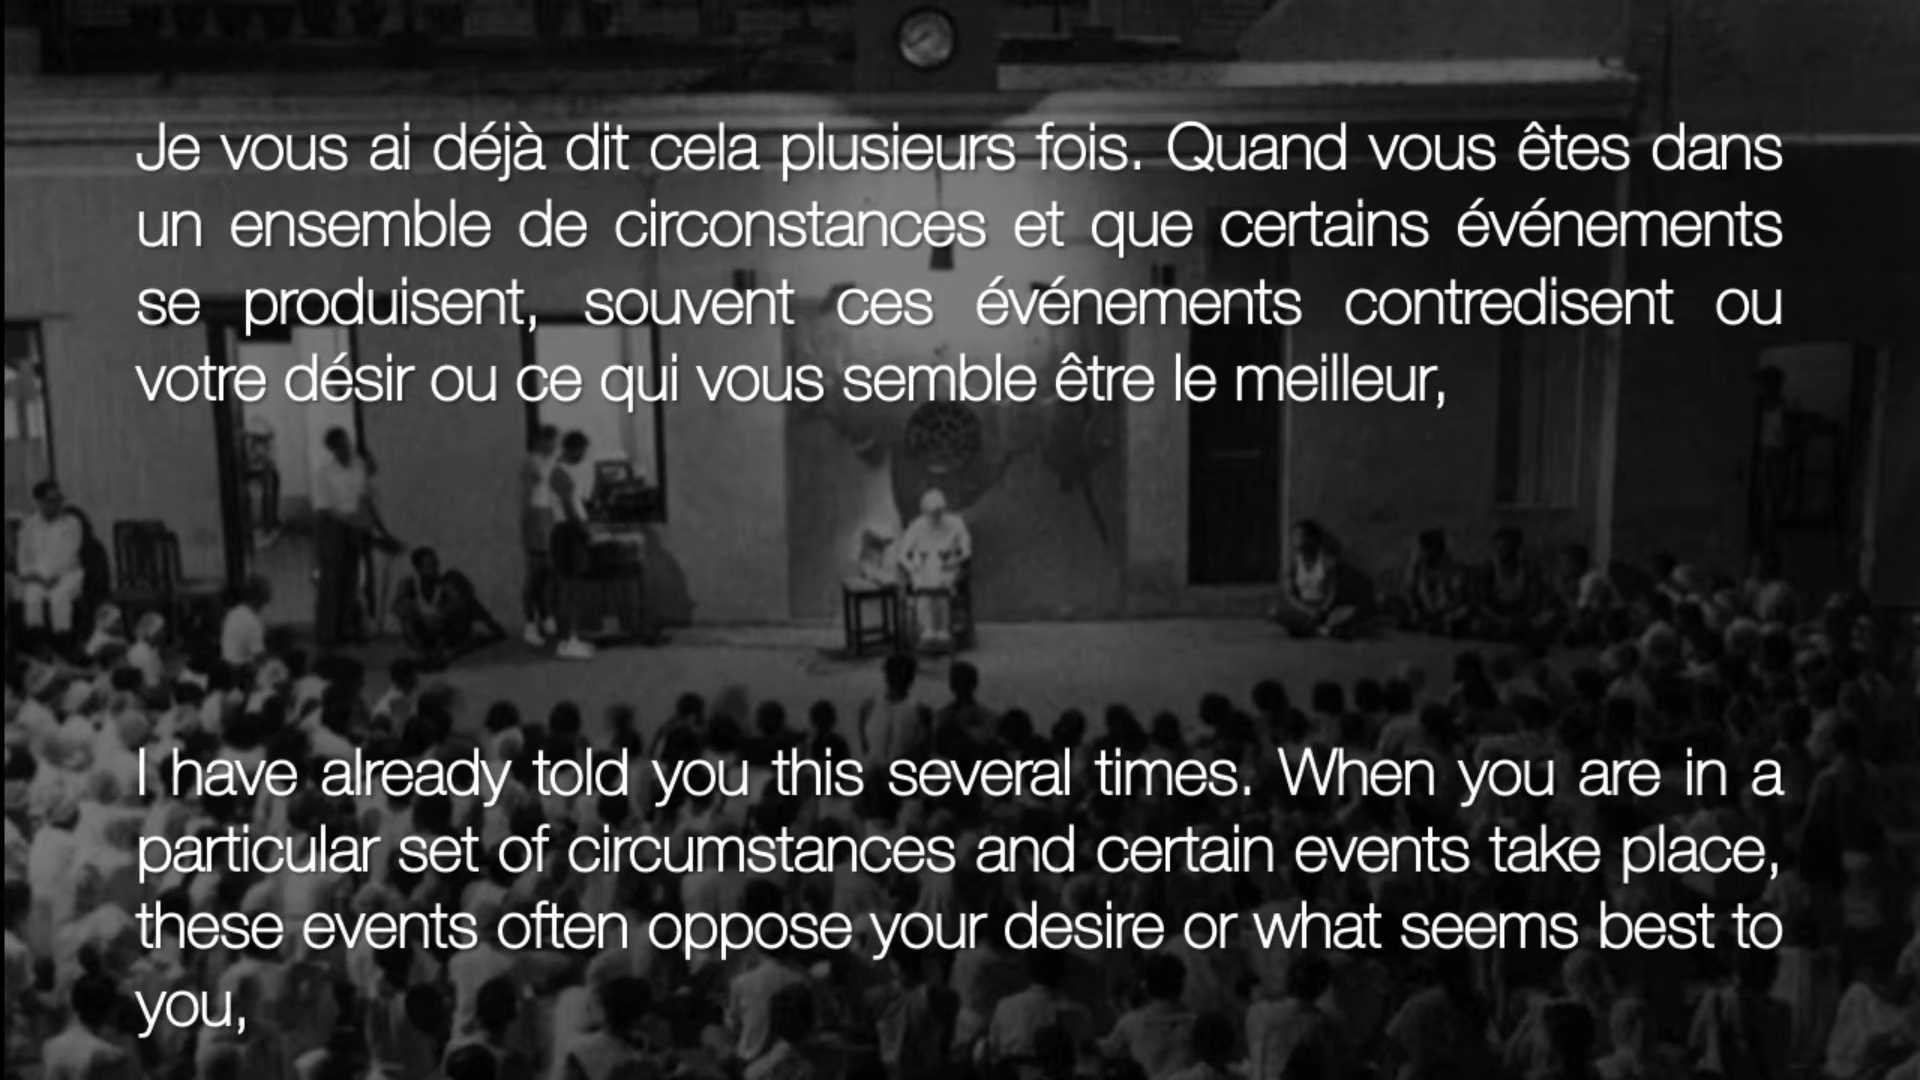 Je vous ai déjà dit cela plusieurs fois. Quand vous êtes dans
un ensemble de circonstances et que certains événements
se produisent, souvent ces événements contredisent ou
votre désir ou ce qui vous semble être le meilleur,
I have already told you this several times. When you are in a
particular set of circumstances and certain events take place,
these events often oppose your desire or what seems best to
you,